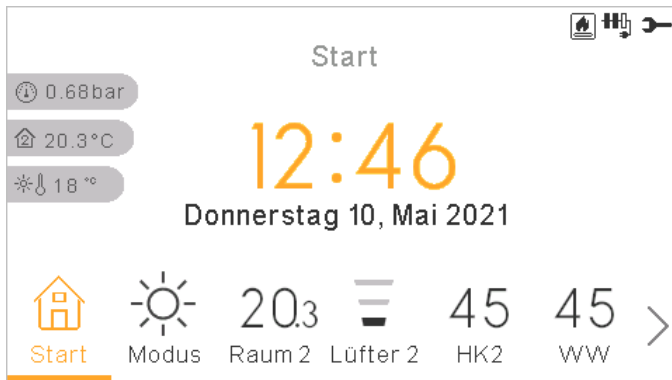 Start
0.68bar
2 20.3°C
18 °C
12:46
Donnerstag 10, Mai 2021
20.3 45 45
Start Modus Raum 2 Lüfter 2 HK2 WW